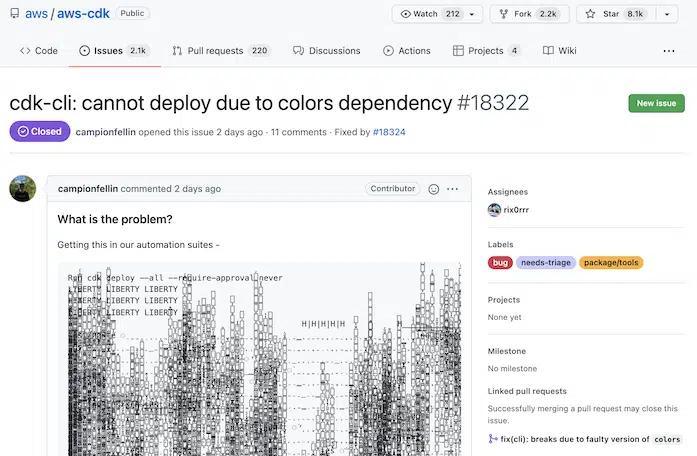 aws / aws-cdk Public
Watch 212 Fork 2.2k Star 8.1k
Code Issues 2.1k Pull requests 220 Discussions Actions Projects 4 Wiki ...
cdk-cli: cannot deploy due to colors dependency #18322
New issue
Closed campionfellin opened this issue 2 days ago · 11 comments · Fixed by #18324
campionfellin commented 2 days ago Contributor ...
What is the problem?
Getting this in our automation suites -
Run cdk deploy --all --require-approval never
LIBERTY LIBERTY LIBERTY
LIBERTY LIBERTY LIBERTY
LIBERTY LIBERTY LIBERTY
H|H|H|H|H H
Assignees
rix0rrr
Labels
bug needs-triage package/tools
Projects
None yet
Milestone
No milestone
Linked pull requests
Successfully merging a pull request may close this
issue.
fix(cli): breaks due to faulty version of colors